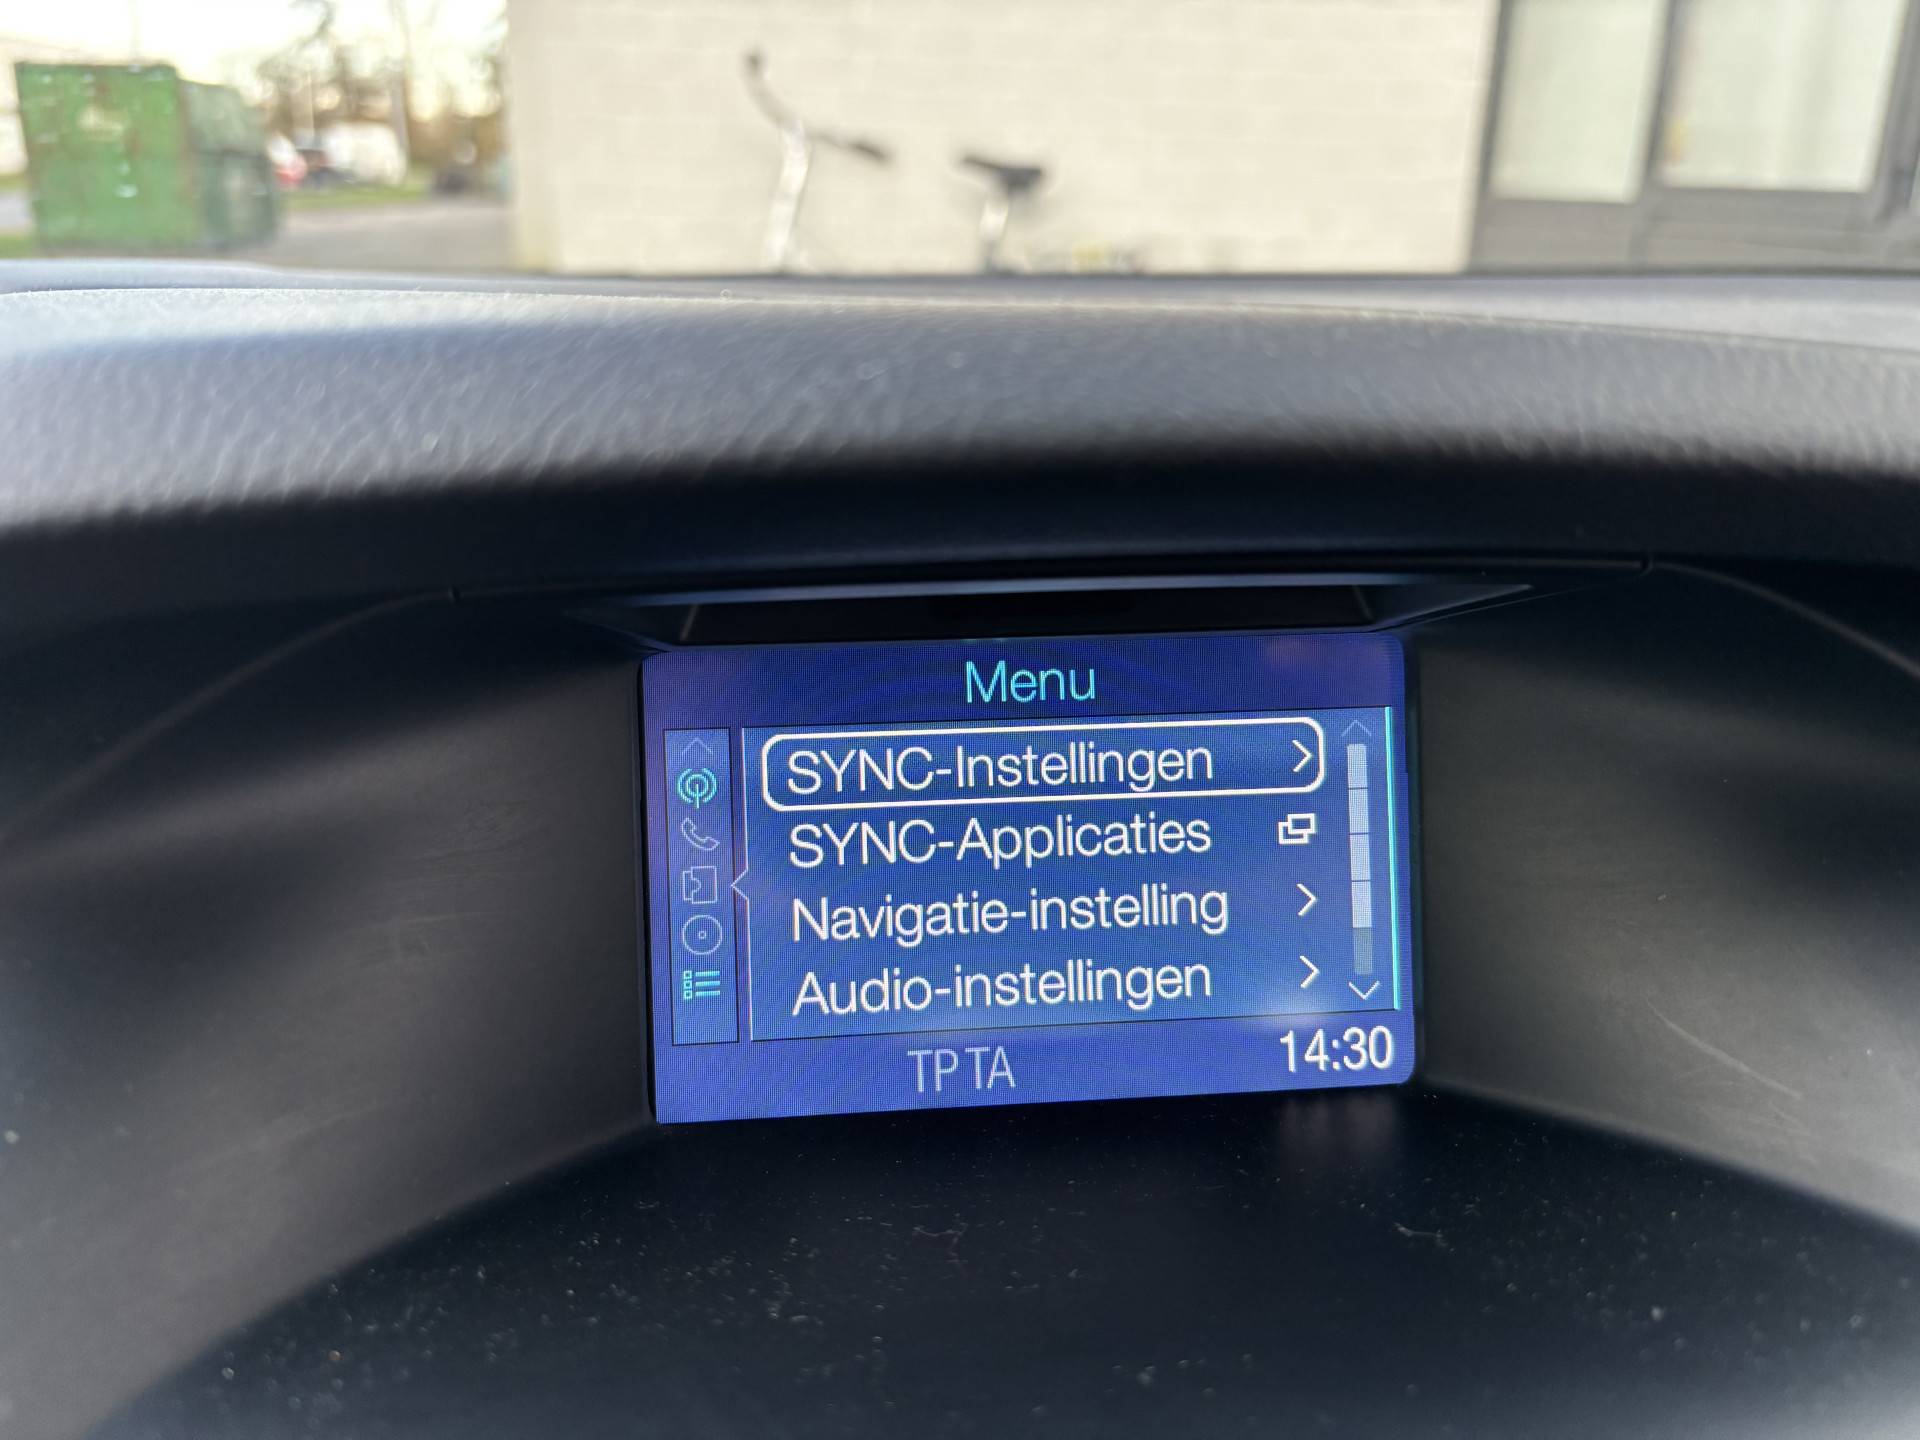 Menu
SYNC-Instellingen
SYNC-Applicaties
Navigatie-instelling
Audio-instellingen
TP TA
14:30